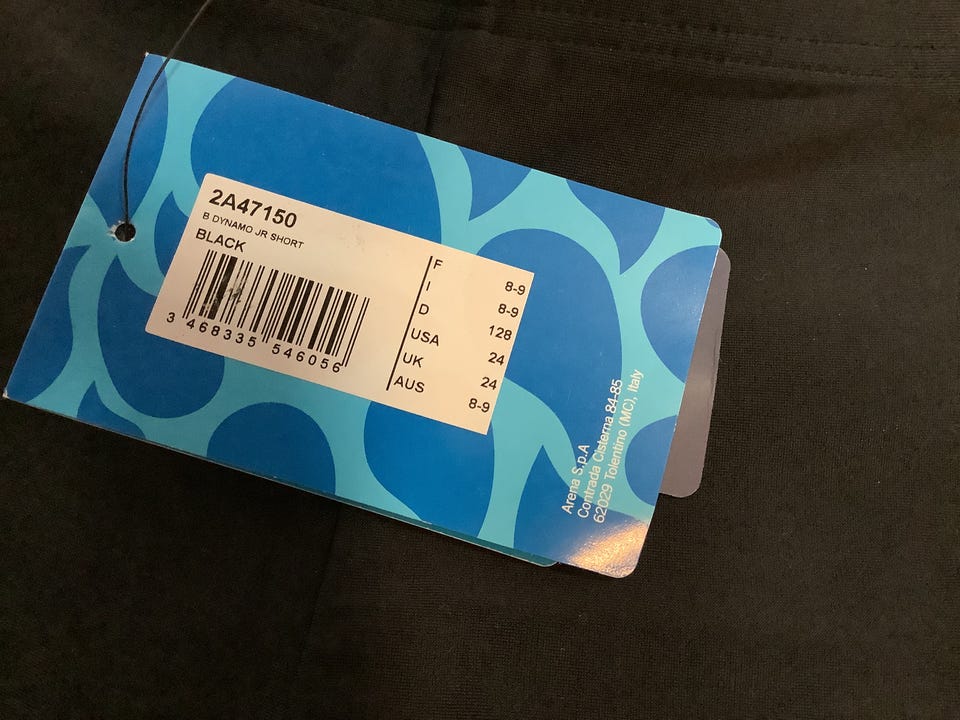 2A47150
B DYNAMO JR SHORT
BLACK
3 468335 546056
F 8-9
I 8-9
D 128
USA 24
UK 24
AUS 8-9
Arena S.p.A
Contrada Cisterna 84-85
62029 Tolentino (MC), Italy